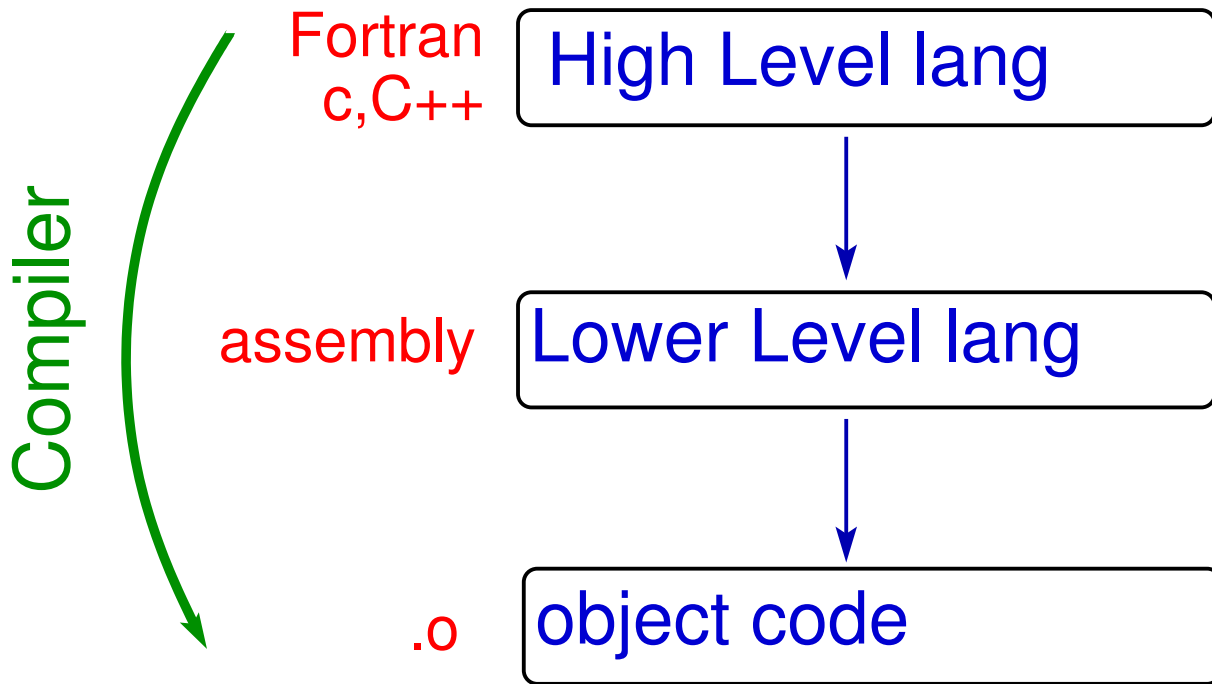 Compiler
Fortran
c,C++
High Level lang
assembly
Lower Level lang
.o
object code